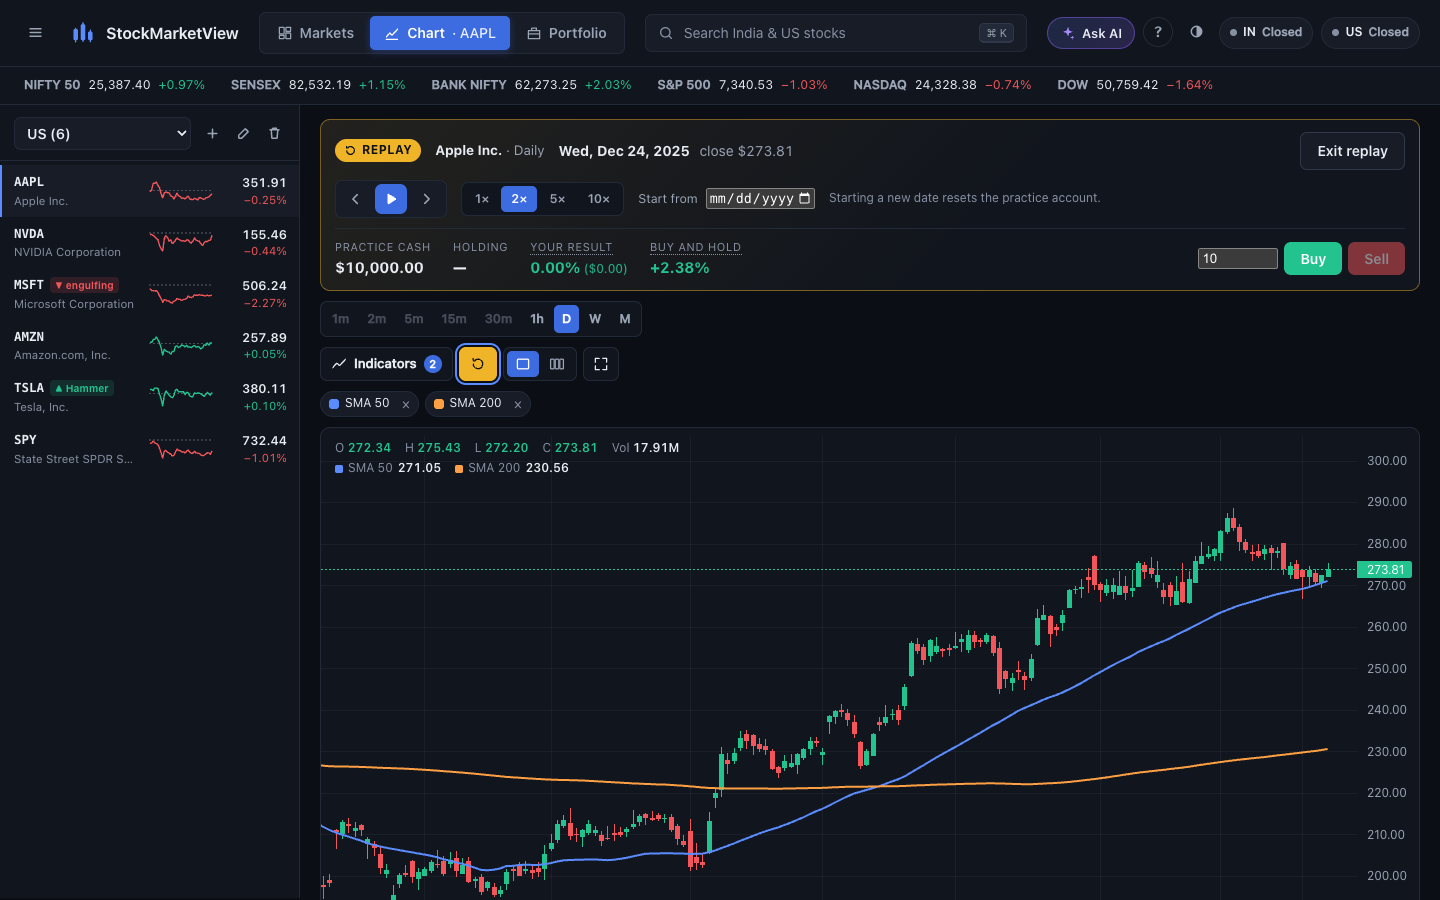 StockMarketView
Markets
Chart · AAPL
Portfolio
Search India & US stocks
⌘ K
Ask AI
?
IN Closed
US Closed
NIFTY 50 25,387.40 +0.97%
SENSEX 82,532.19 +1.15%
BANK NIFTY 62,273.25 +2.03%
S&P 500 7,340.53 −1.03%
NASDAQ 24,328.38 −0.74%
DOW 50,759.42 −1.64%
US (6)
AAPL 351.91
Apple Inc. −0.25%
NVDA 155.46
NVIDIA Corporation −0.44%
MSFT ▼ engulfing 506.24
Microsoft Corporation −2.27%
AMZN 257.89
Amazon.com, Inc. +0.05%
TSLA ▲ Hammer 380.11
Tesla, Inc. +0.10%
SPY 732.44
State Street SPDR S... −1.01%
REPLAY Apple Inc. · Daily Wed, Dec 24, 2025 close $273.81
Exit replay
1× 2× 5× 10×
Start from mm/dd/yyyy
Starting a new date resets the practice account.
PRACTICE CASH HOLDING YOUR RESULT BUY AND HOLD
$10,000.00 — 0.00% ($0.00) +2.38%
10 Buy Sell
1m 2m 5m 15m 30m 1h D W M
Indicators 2
SMA 50 × SMA 200 ×
O 272.34 H 275.43 L 272.20 C 273.81 Vol 17.91M
SMA 50 271.05 SMA 200 230.56
300.00
290.00
280.00
273.81
270.00
260.00
250.00
240.00
230.00
220.00
210.00
200.00